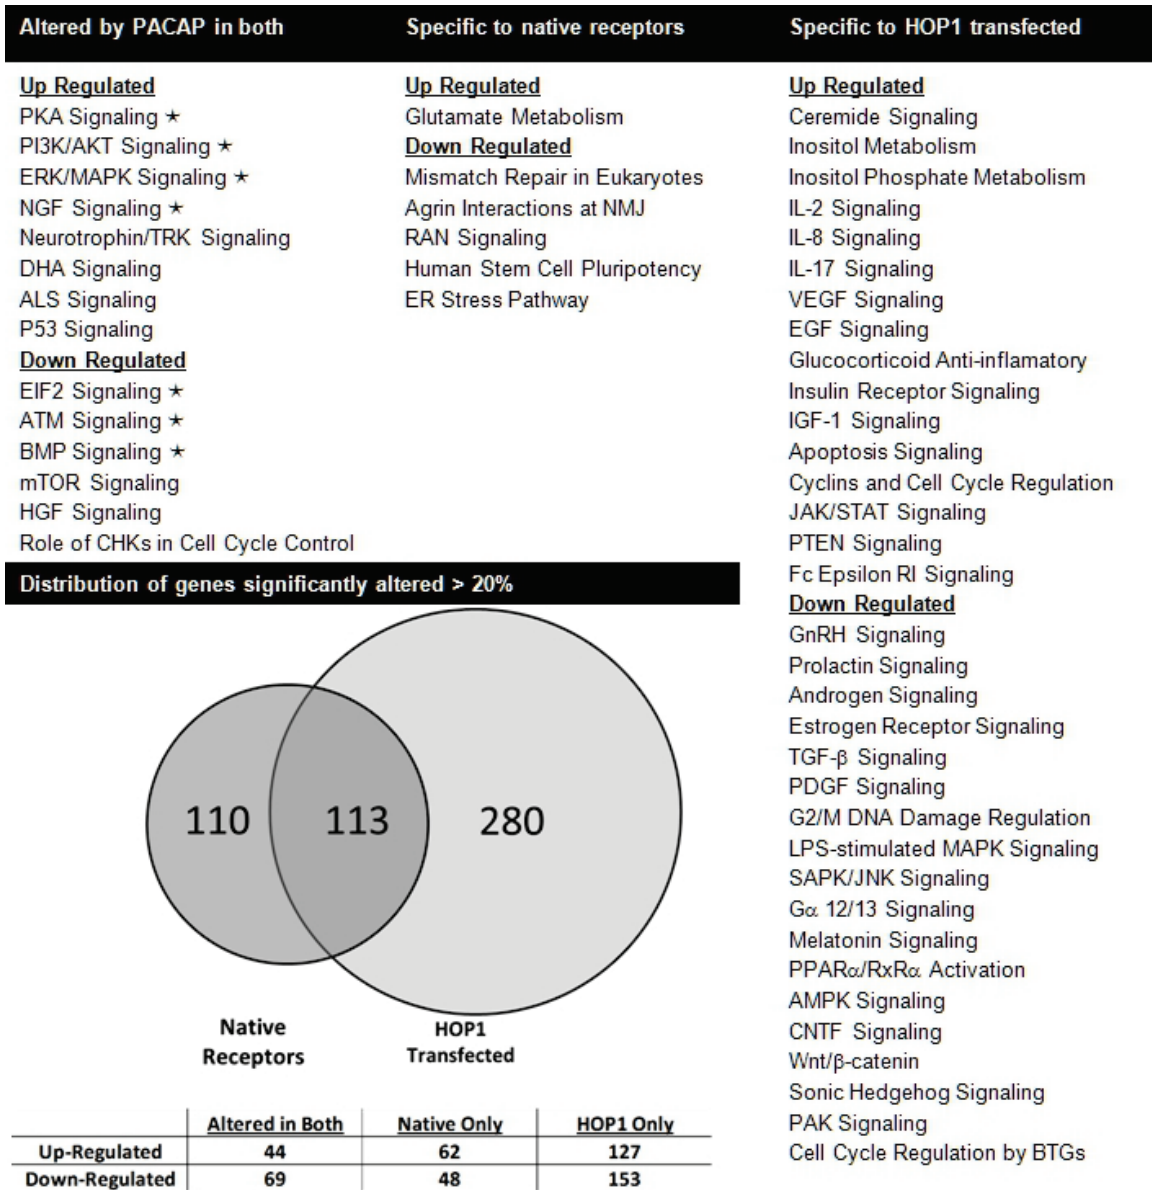 Altered by PACAP in both
Up Regulated
PKA Signaling ★
PI3K/AKT Signaling ★
ERK/MAPK Signaling ★
NGF Signaling ★
Neurotrophin/TRK Signaling
DHA Signaling
ALS Signaling
P53 Signaling
Down Regulated
EIF2 Signaling ★
ATM Signaling ★
BMP Signaling ★
mTOR Signaling
HGF Signaling
Role of CHKs in Cell Cycle Control
Specific to native receptors
Up Regulated
Glutamate Metabolism
Down Regulated
Mismatch Repair in Eukaryotes
Agrin Interactions at NMJ
RAN Signaling
Human Stem Cell Pluripotency
ER Stress Pathway
Specific to HOP1 transfected
Up Regulated
Ceremide Signaling
Inositol Metabolism
Inositol Phosphate Metabolism
IL-2 Signaling
IL-8 Signaling
IL-17 Signaling
VEGF Signaling
EGF Signaling
Glucocorticoid Anti-inflamatory
Insulin Receptor Signaling
IGF-1 Signaling
Apoptosis Signaling
Cyclins and Cell Cycle Regulation
JAK/STAT Signaling
PTEN Signaling
Fc Epsilon RI Signaling
Down Regulated
GnRH Signaling
Prolactin Signaling
Androgen Signaling
Estrogen Receptor Signaling
TGF-β Signaling
PDGF Signaling
G2/M DNA Damage Regulation
LPS-stimulated MAPK Signaling
SAPK/JNK Signaling
Gα 12/13 Signaling
Melatonin Signaling
PPARα/RxRα Activation
AMPK Signaling
CNTF Signaling
Wnt/β-catenin
Sonic Hedgehog Signaling
PAK Signaling
Cell Cycle Regulation by BTGs
Distribution of genes significantly altered > 20%
110 113 280
Native
Receptors
HOP1
Transfected
Altered in Both Native Only HOP1 Only
Up-Regulated 44 62 127
Down-Regulated 69 48 153